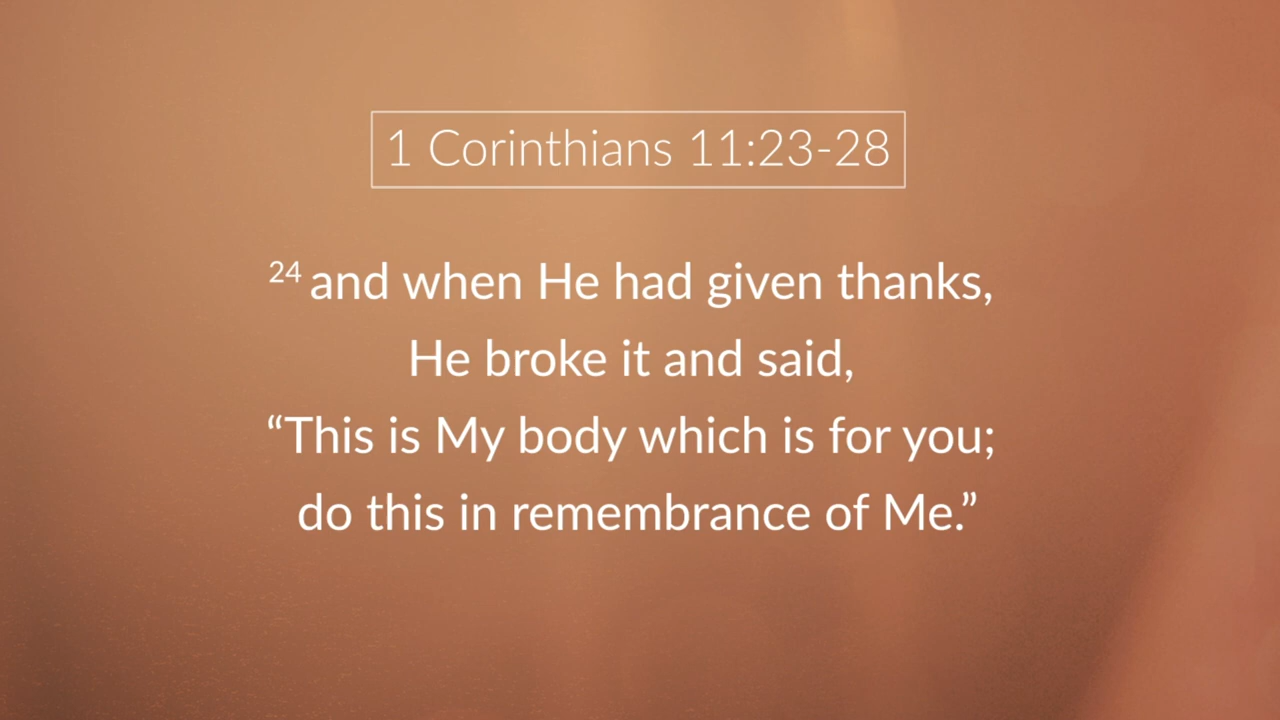 1 Corinthians 11:23-28
24 and when He had given thanks,
He broke it and said,
“This is My body which is for you;
do this in remembrance of Me.”